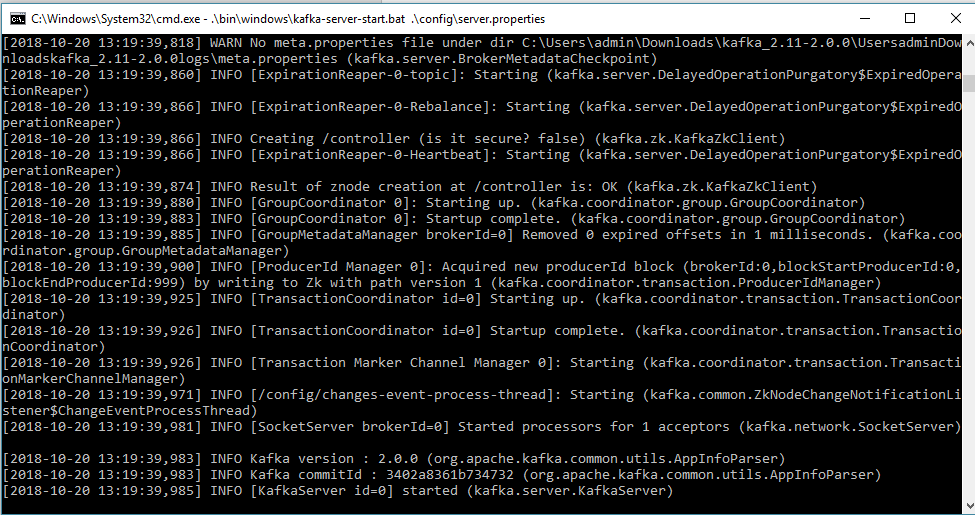 C:\Windows\System32\cmd.exe - .\bin\windows\kafka-server-start.bat .\config\server.properties
[2018-10-20 13:19:39,818] WARN No meta.properties file under dir C:\Users\admin\Downloads\kafka_2.11-2.0.0\UsersadminDow
nloadskafka_2.11-2.0.0logs\meta.properties (kafka.server.BrokerMetadataCheckpoint)
[2018-10-20 13:19:39,860] INFO [ExpirationReaper-0-topic]: Starting (kafka.server.DelayedOperationPurgatory$ExpiredOpera
tionReaper)
[2018-10-20 13:19:39,866] INFO [ExpirationReaper-0-Rebalance]: Starting (kafka.server.DelayedOperationPurgatory$ExpiredO
perationReaper)
[2018-10-20 13:19:39,866] INFO Creating /controller (is it secure? false) (kafka.zk.KafkaZkClient)
[2018-10-20 13:19:39,866] INFO [ExpirationReaper-0-Heartbeat]: Starting (kafka.server.DelayedOperationPurgatory$ExpiredO
perationReaper)
[2018-10-20 13:19:39,874] INFO Result of znode creation at /controller is: OK (kafka.zk.KafkaZkClient)
[2018-10-20 13:19:39,880] INFO [GroupCoordinator 0]: Starting up. (kafka.coordinator.group.GroupCoordinator)
[2018-10-20 13:19:39,883] INFO [GroupCoordinator 0]: Startup complete. (kafka.coordinator.group.GroupCoordinator)
[2018-10-20 13:19:39,885] INFO [GroupMetadataManager brokerId=0] Removed 0 expired offsets in 1 milliseconds. (kafka.coo
rdinator.group.GroupMetadataManager)
[2018-10-20 13:19:39,900] INFO [ProducerId Manager 0]: Acquired new producerId block (brokerId:0,blockStartProducerId:0,
blockEndProducerId:999) by writing to Zk with path version 1 (kafka.coordinator.transaction.ProducerIdManager)
[2018-10-20 13:19:39,925] INFO [TransactionCoordinator id=0] Starting up. (kafka.coordinator.transaction.TransactionCoor
dinator)
[2018-10-20 13:19:39,926] INFO [TransactionCoordinator id=0] Startup complete. (kafka.coordinator.transaction.Transactio
nCoordinator)
[2018-10-20 13:19:39,926] INFO [Transaction Marker Channel Manager 0]: Starting (kafka.coordinator.transaction.Transacti
onMarkerChannelManager)
[2018-10-20 13:19:39,971] INFO [/config/changes-event-process-thread]: Starting (kafka.common.ZkNodeChangeNotificationLi
stener$ChangeEventProcessThread)
[2018-10-20 13:19:39,981] INFO [SocketServer brokerId=0] Started processors for 1 acceptors (kafka.network.SocketServer)
[2018-10-20 13:19:39,983] INFO Kafka version : 2.0.0 (org.apache.kafka.common.utils.AppInfoParser)
[2018-10-20 13:19:39,983] INFO Kafka commitId : 3402a8361b734732 (org.apache.kafka.common.utils.AppInfoParser)
[2018-10-20 13:19:39,985] INFO [KafkaServer id=0] started (kafka.server.KafkaServer)